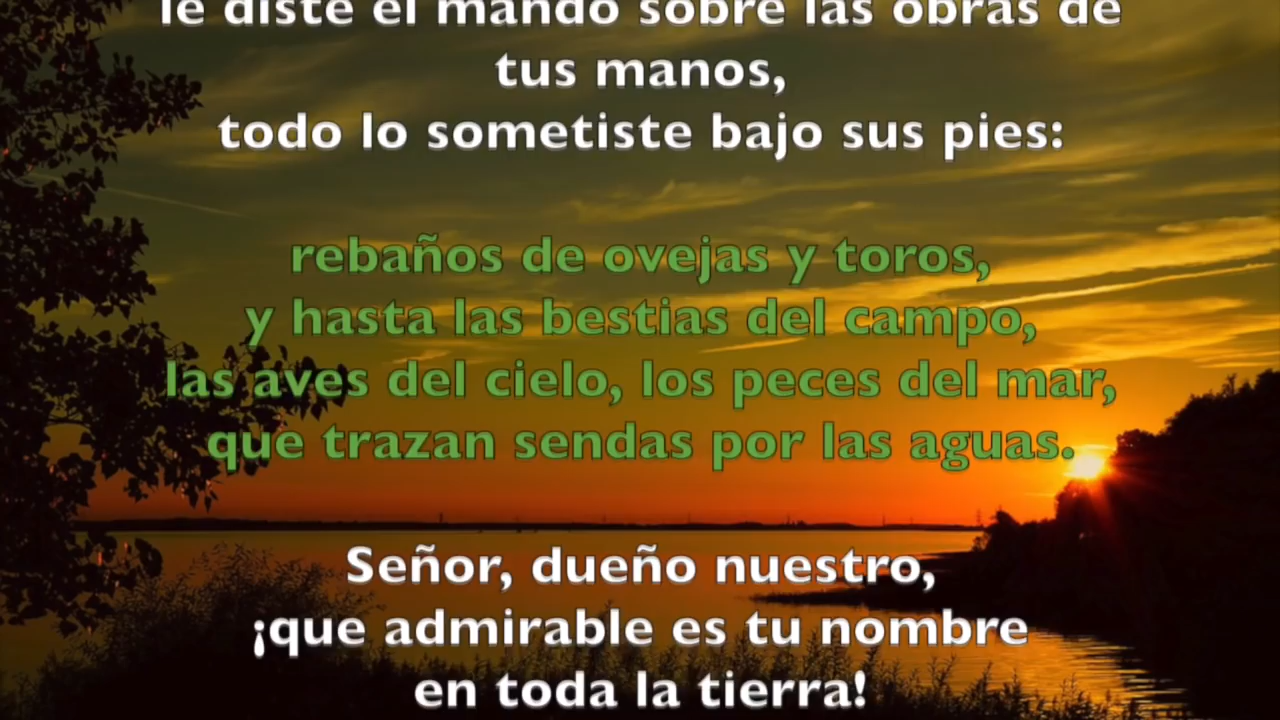 le diste el mando sobre las obras de
tus manos,
todo lo sometiste bajo sus pies:
rebaños de ovejas y toros,
y hasta las bestias del campo,
las aves del cielo, los peces del mar,
que trazan sendas por las aguas.
Señor, dueño nuestro,
¡que admirable es tu nombre
en toda la tierra!